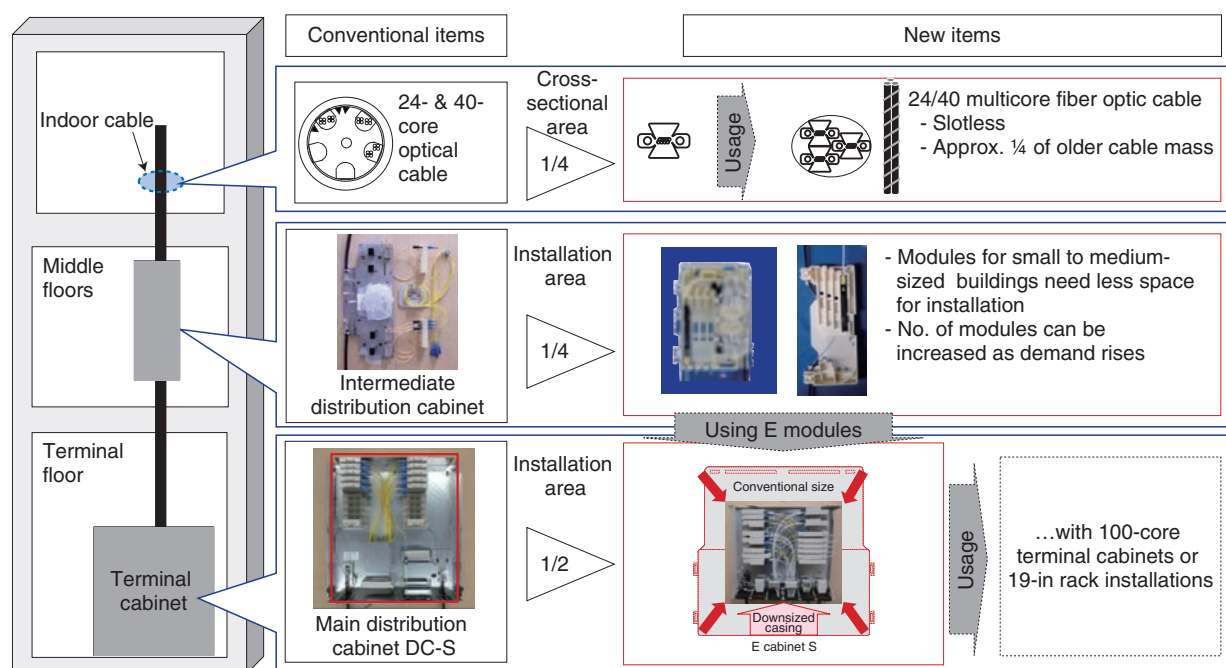 Conventional items
New items
Indoor cable
24- & 40-
core
optical
cable
Cross-
sectional
area
1/4
Usage
24/40 multicore fiber optic cable
- Slotless
- Approx. ¼ of older cable mass
Middle
floors
Intermediate
distribution cabinet
Installation
area
1/4
- Modules for small to medium-
sized buildings need less space
for installation
- No. of modules can be
increased as demand rises
Using E modules
Terminal
floor
Terminal
cabinet
Main distribution
cabinet DC-S
Installation
area
1/2
Conventional size
Downsized
casing
E cabinet S
Usage
…with 100-core
terminal cabinets or
19-in rack installations